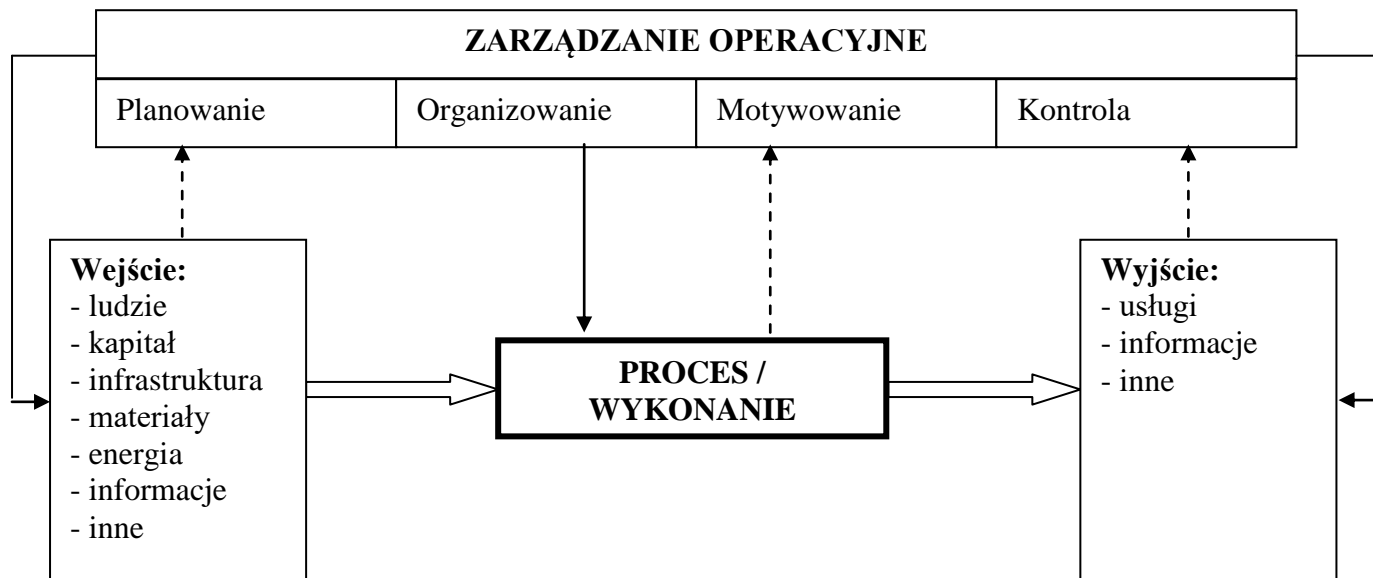 ZARZĄDZANIE OPERACYJNE
Planowanie
Organizowanie
Motywowanie
Kontrola
Wejście:
- ludzie
- kapitał
- infrastruktura
- materiały
- energia
- informacje
- inne
PROCES /
WYKONANIE
Wyjście:
- usługi
- informacje
- inne